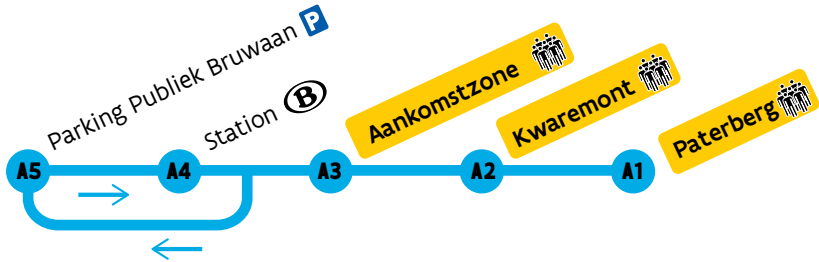 Parking Publiek Bruwaan P
Station B
Aankomstzone
Kwaremont
Paterberg
A5 A4 A3 A2 A1